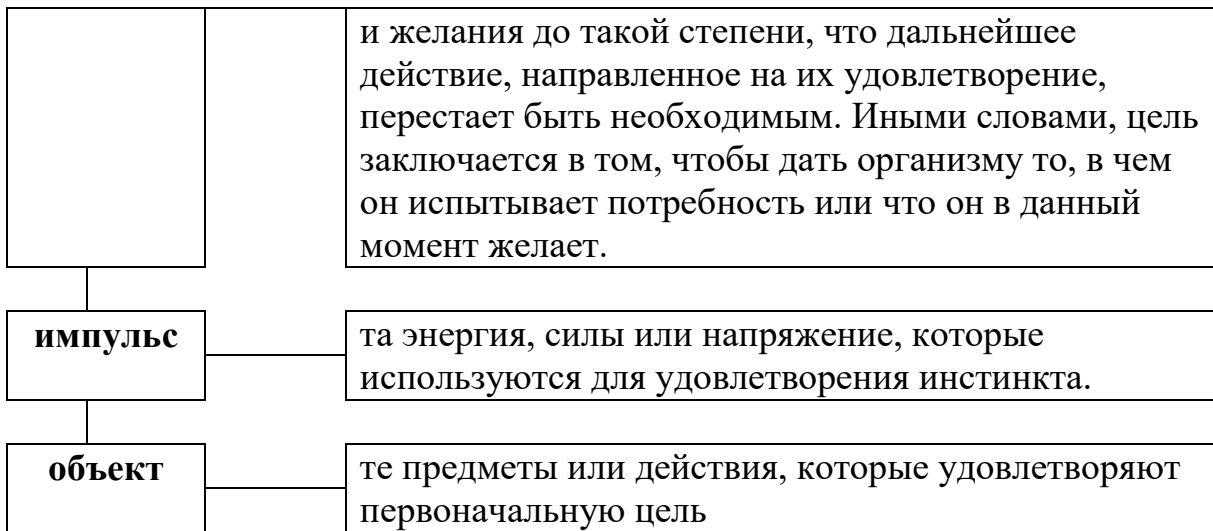 и желания до такой степени, что дальнейшее
действие, направленное на их удовлетворение,
перестает быть необходимым. Иными словами, цель
заключается в том, чтобы дать организму то, в чем
он испытывает потребность или что он в данный
момент желает.
импульс
та энергия, силы или напряжение, которые
используются для удовлетворения инстинкта.
объект
те предметы или действия, которые удовлетворяют
первоначальную цель